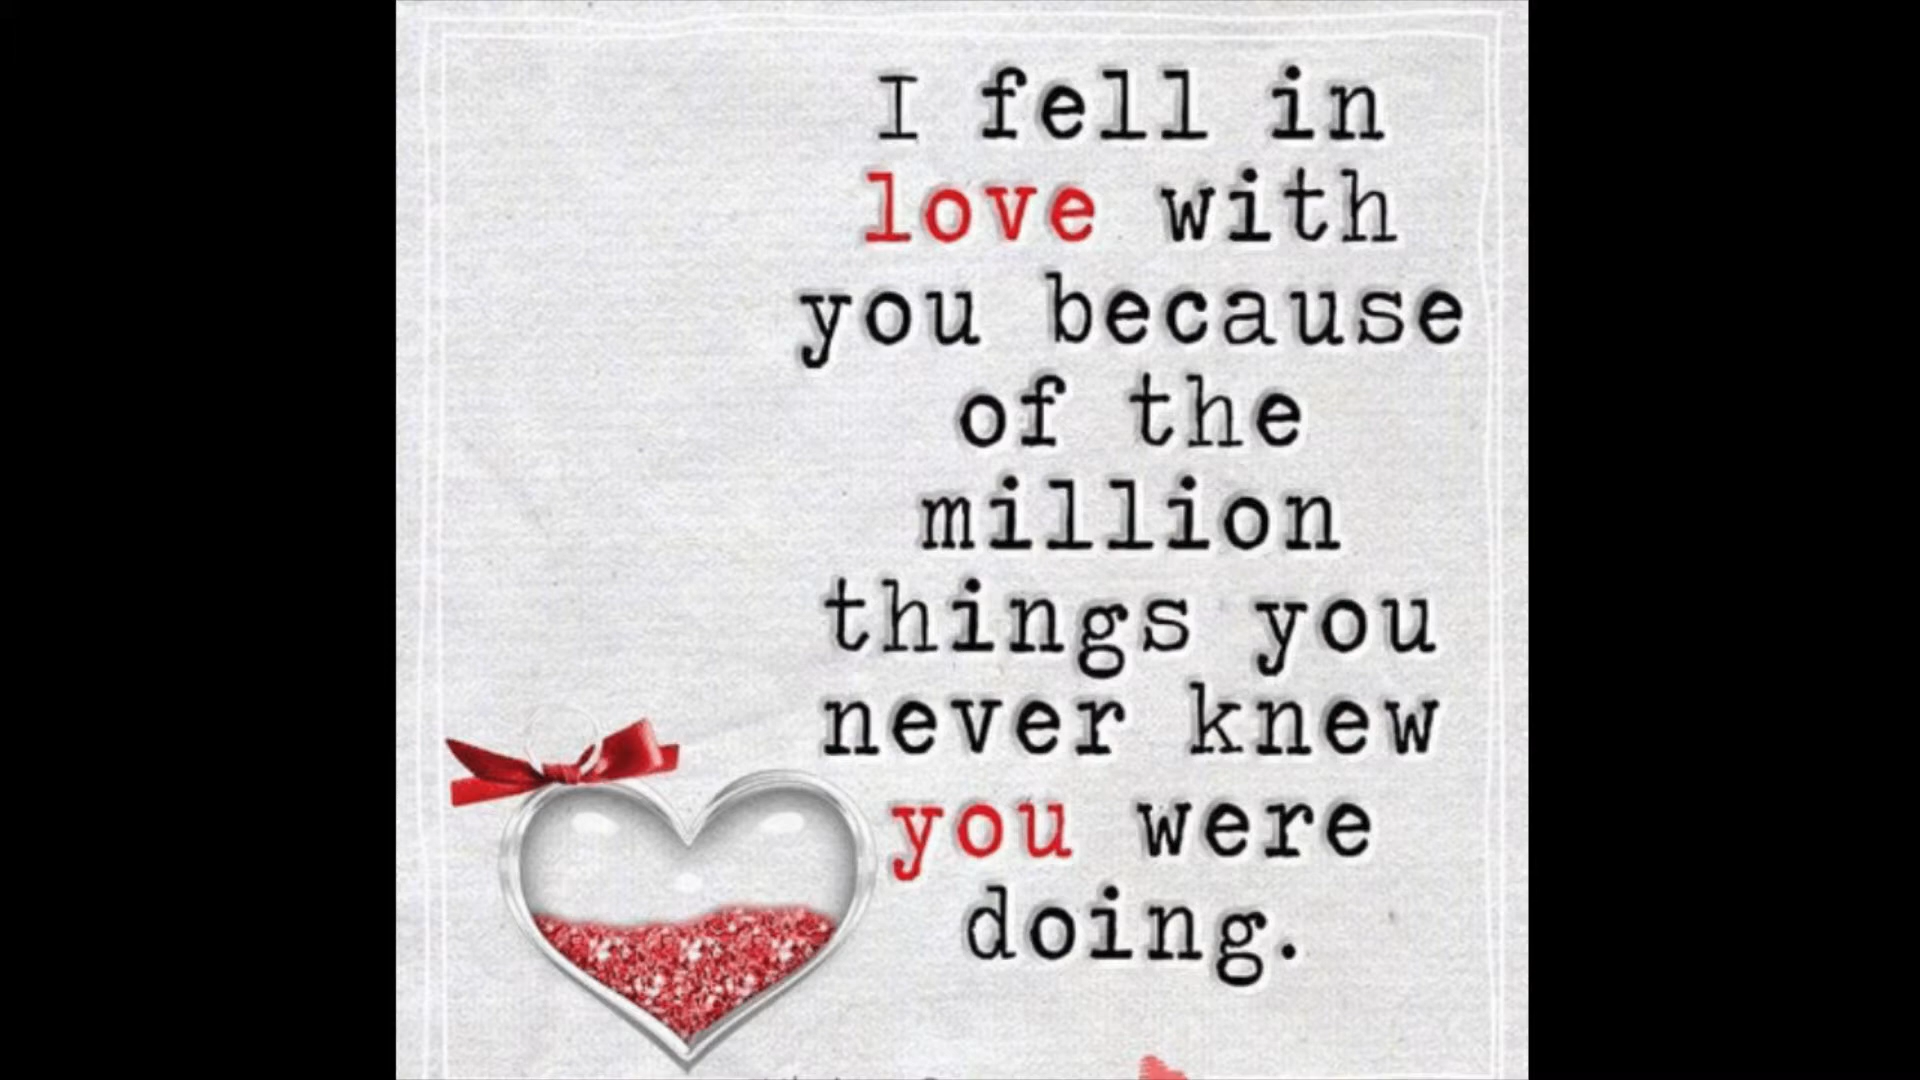 I fell in
love with
you because
of the
million
things you
never knew
you were
doing.